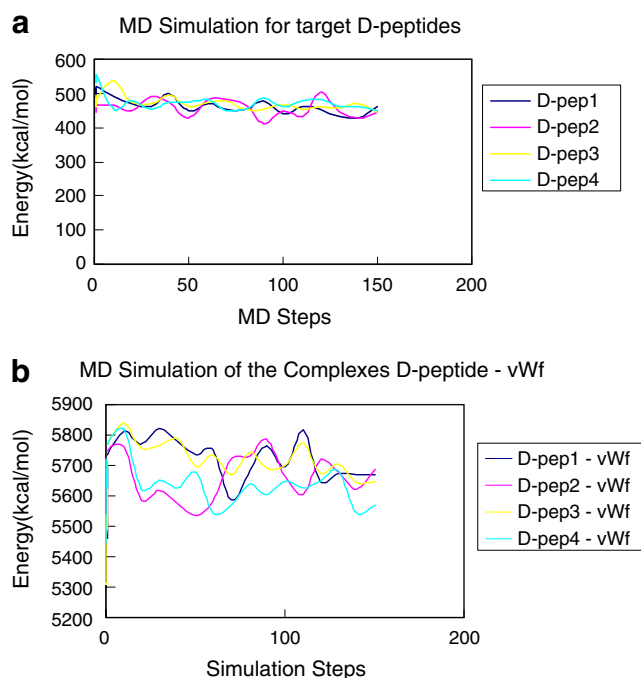 a
MD Simulation for target D-peptides
Energy(kcal/mol)
600
500
400
300
200
100
0
0
50
100
150
200
MD Steps
D-pep1
D-pep2
D-pep3
D-pep4
b
MD Simulation of the Complexes D-peptide - vWf
Energy(kcal/mol)
5900
5800
5700
5600
5500
5400
5300
5200
0
100
200
Simulation Steps
D-pep1 - vWf
D-pep2 - vWf
D-pep3 - vWf
D-pep4 - vWf